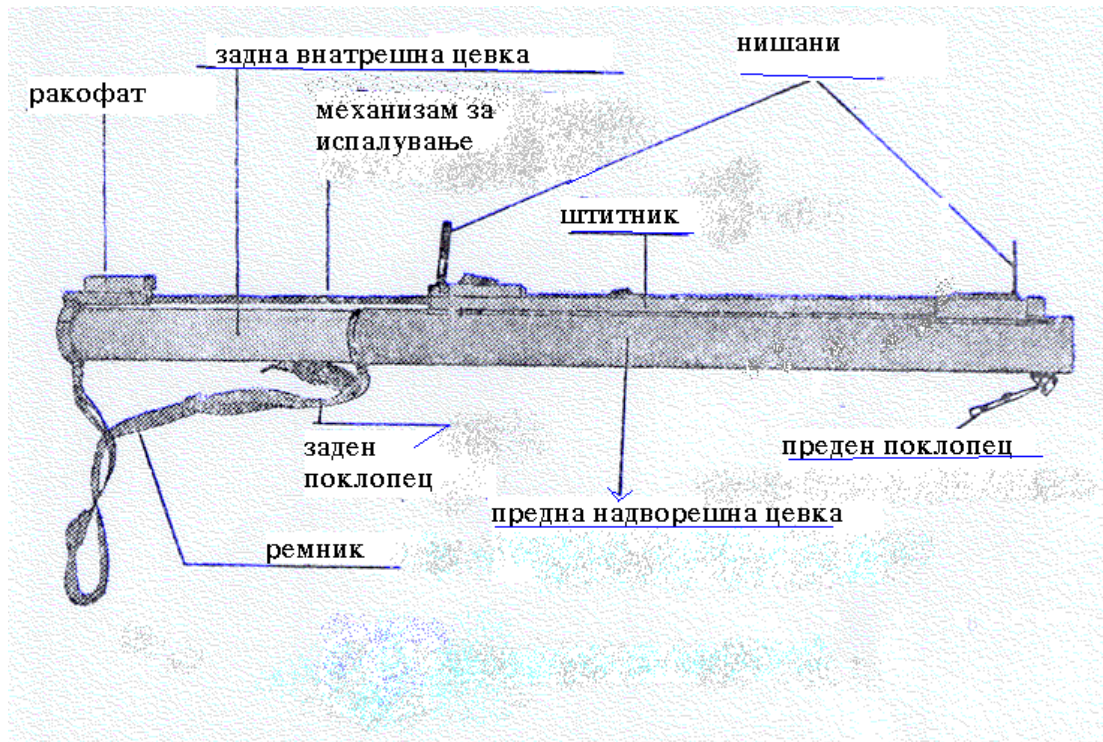 задна внатрешна цевка
нишани
ракофат
механизам за
испалување
штитник
заден
поклопец
преден поклопец
предна надворешна цевка
ремник